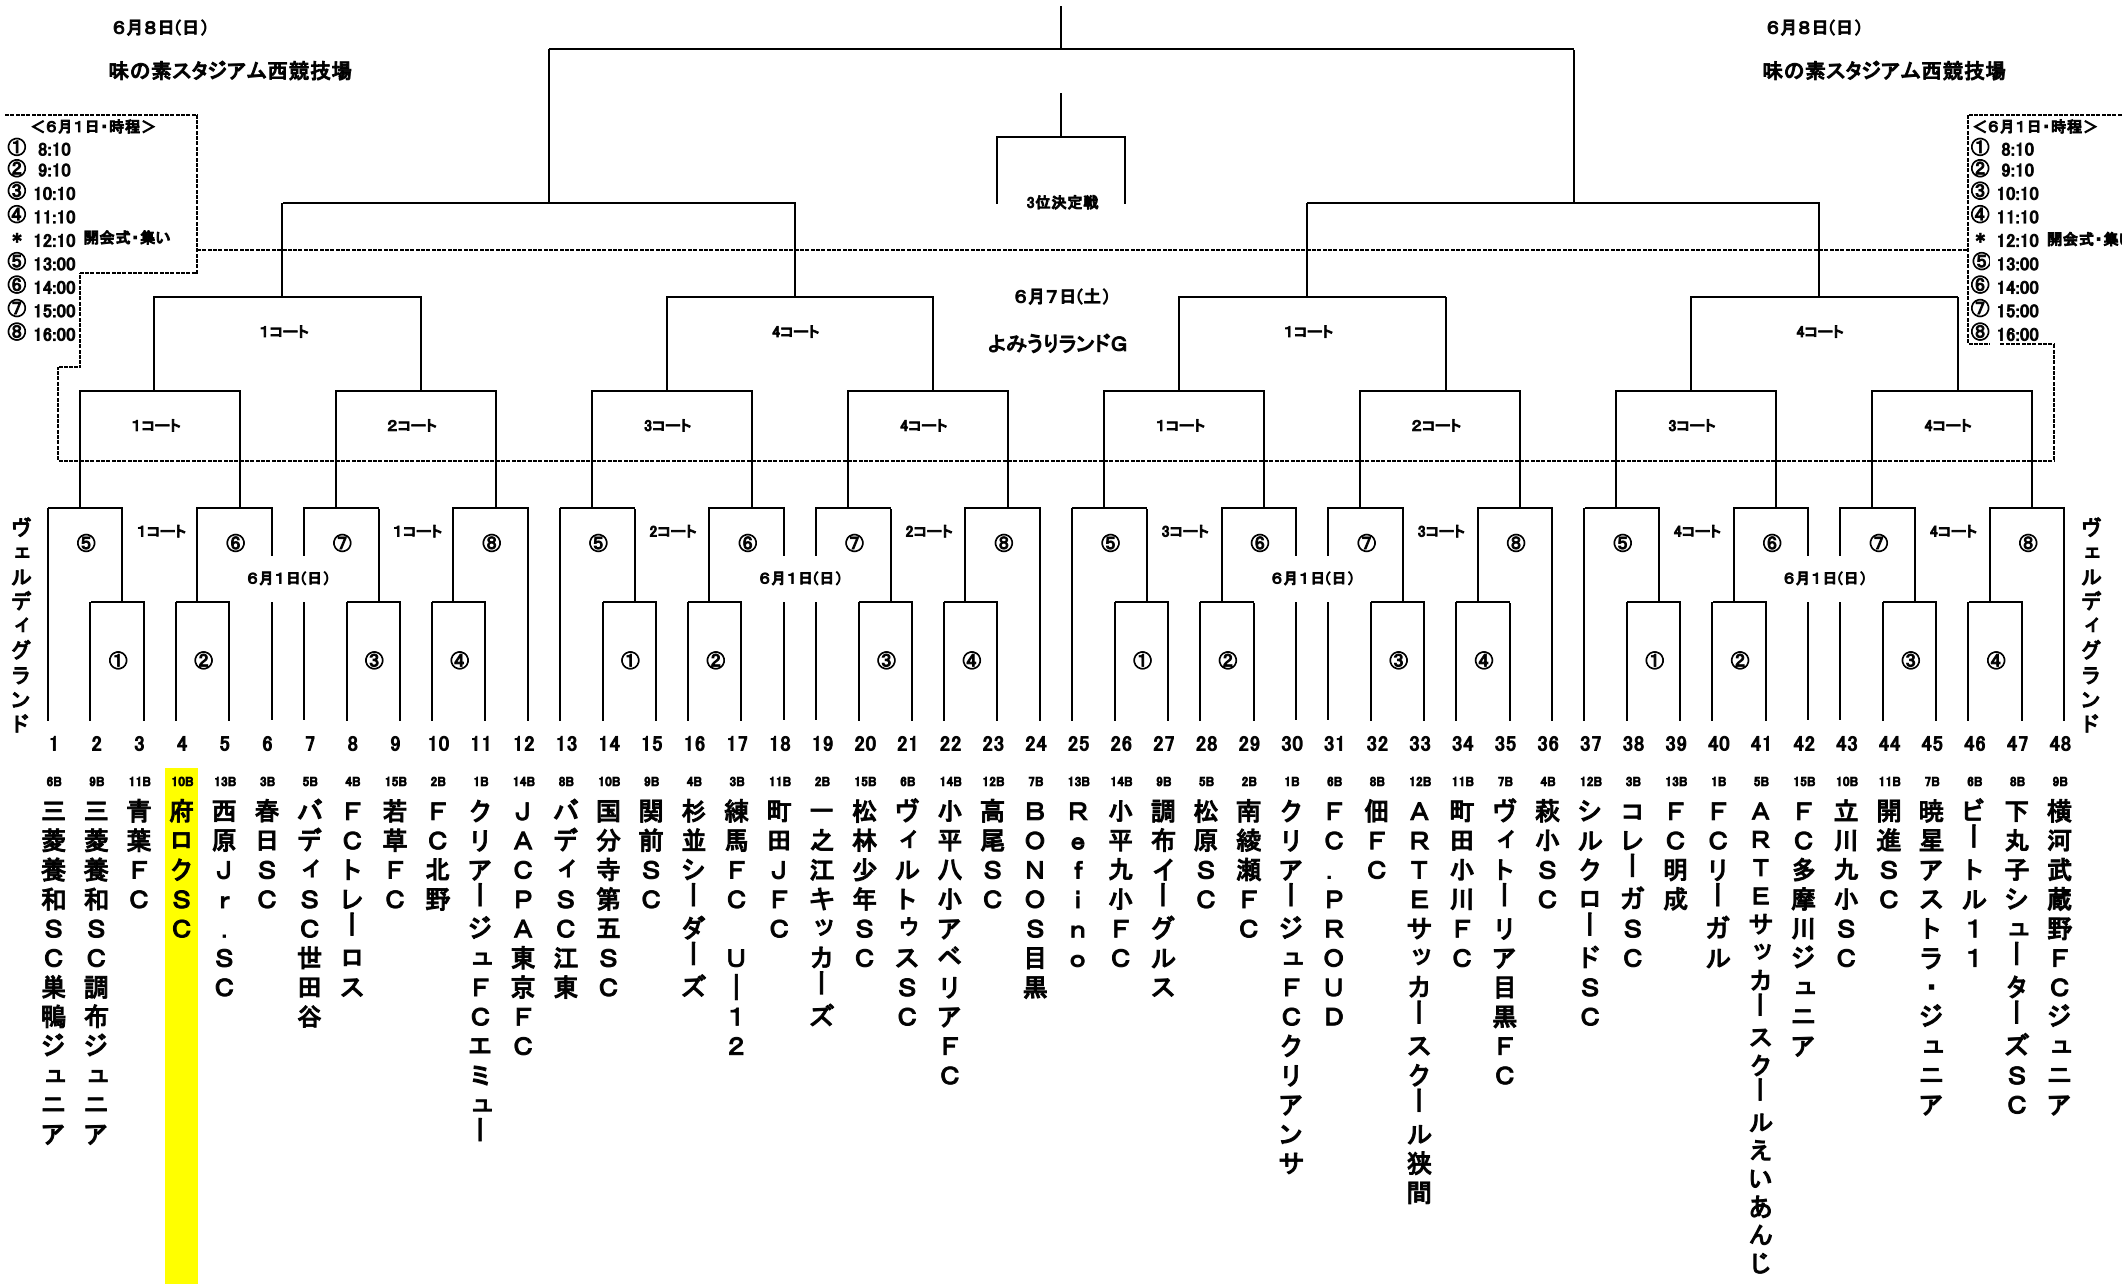 6月8日(日)
6月8日(日)
味の素スタジアム西競技場
味の素スタジアム西競技場
＜6月1日・時程＞
① 8:10
② 9:10
③ 10:10
④ 11:10
* 12:10 開会式・集い
⑤ 13:00
⑥ 14:00
⑦ 15:00
⑧ 16:00
＜6月1日・時程＞
① 8:10
② 9:10
③ 10:10
④ 11:10
* 12:10 開会式・集い
⑤ 13:00
⑥ 14:00
⑦ 15:00
⑧ 16:00
3位決定戦
6月7日(土)
よみうりランドG
1コート 4コート 1コート 4コート
1コート 2コート 3コート 4コート 1コート 2コート 3コート 4コート
ヴェルディグランド
ヴェルディグランド
⑤ 1コート ⑥ ⑦ 1コート ⑧ ⑤ 2コート ⑥ ⑦ 2コート ⑧ ⑤ 3コート ⑥ ⑦ 3コート ⑧ ⑤ 4コート ⑥ ⑦ 4コート ⑧
6月1日(日) 6月1日(日) 6月1日(日) 6月1日(日)
① ② ③ ④ ① ② ③ ④ ① ② ③ ④ ① ② ③ ④
1 2 3 4 5 6 7 8 9 10 11 12 13 14 15 16 17 18 19 20 21 22 23 24 25 26 27 28 29 30 31 32 33 34 35 36 37 38 39 40 41 42 43 44 45 46 47 48
6B 9B 11B 10B 13B 3B 5B 4B 15B 2B 1B 14B 8B 10B 9B 4B 3B 11B 2B 15B 6B 14B 12B 7B 13B 14B 9B 5B 2B 1B 6B 8B 12B 11B 7B 4B 12B 3B 13B 1B 5B 15B 10B 11B 7B 6B 8B 9B
三菱養和SC巣鴨ジュニア
三菱養和SC調布ジュニア
青葉FC
府ロクSC
西原Jr.SC
春日SC
バディSC世田谷
FCトレーロス
若草FC
FC北野
クリアージュFCエミュー
JACPA東京FC
バディSC江東
国分寺第五SC
関前SC
杉並シーダーズ
練馬FC U－12
町田JFC
一之江キッカーズ
松林少年SC
ヴィルトゥスSC
小平八小アベリアFC
高尾SC
BONOS目黒
Refino
小平九小FC
調布イーグルス
松原SC
南綾瀬FC
クリアージュFCクリアンサ
FC.PROUD
佃FC
ARTEサッカースクール狭間
町田小川FC
ヴィトーリア目黒FC
萩小SC
シルクロードSC
コレーガSC
FC明成
FCリーガル
ARTEサッカースクールえいあんじ
FC多摩川ジュニア
立川九小SC
開進SC
暁星アストラ・ジュニア
ビートル11
下丸子シューターズSC
横河武蔵野FCジュニア